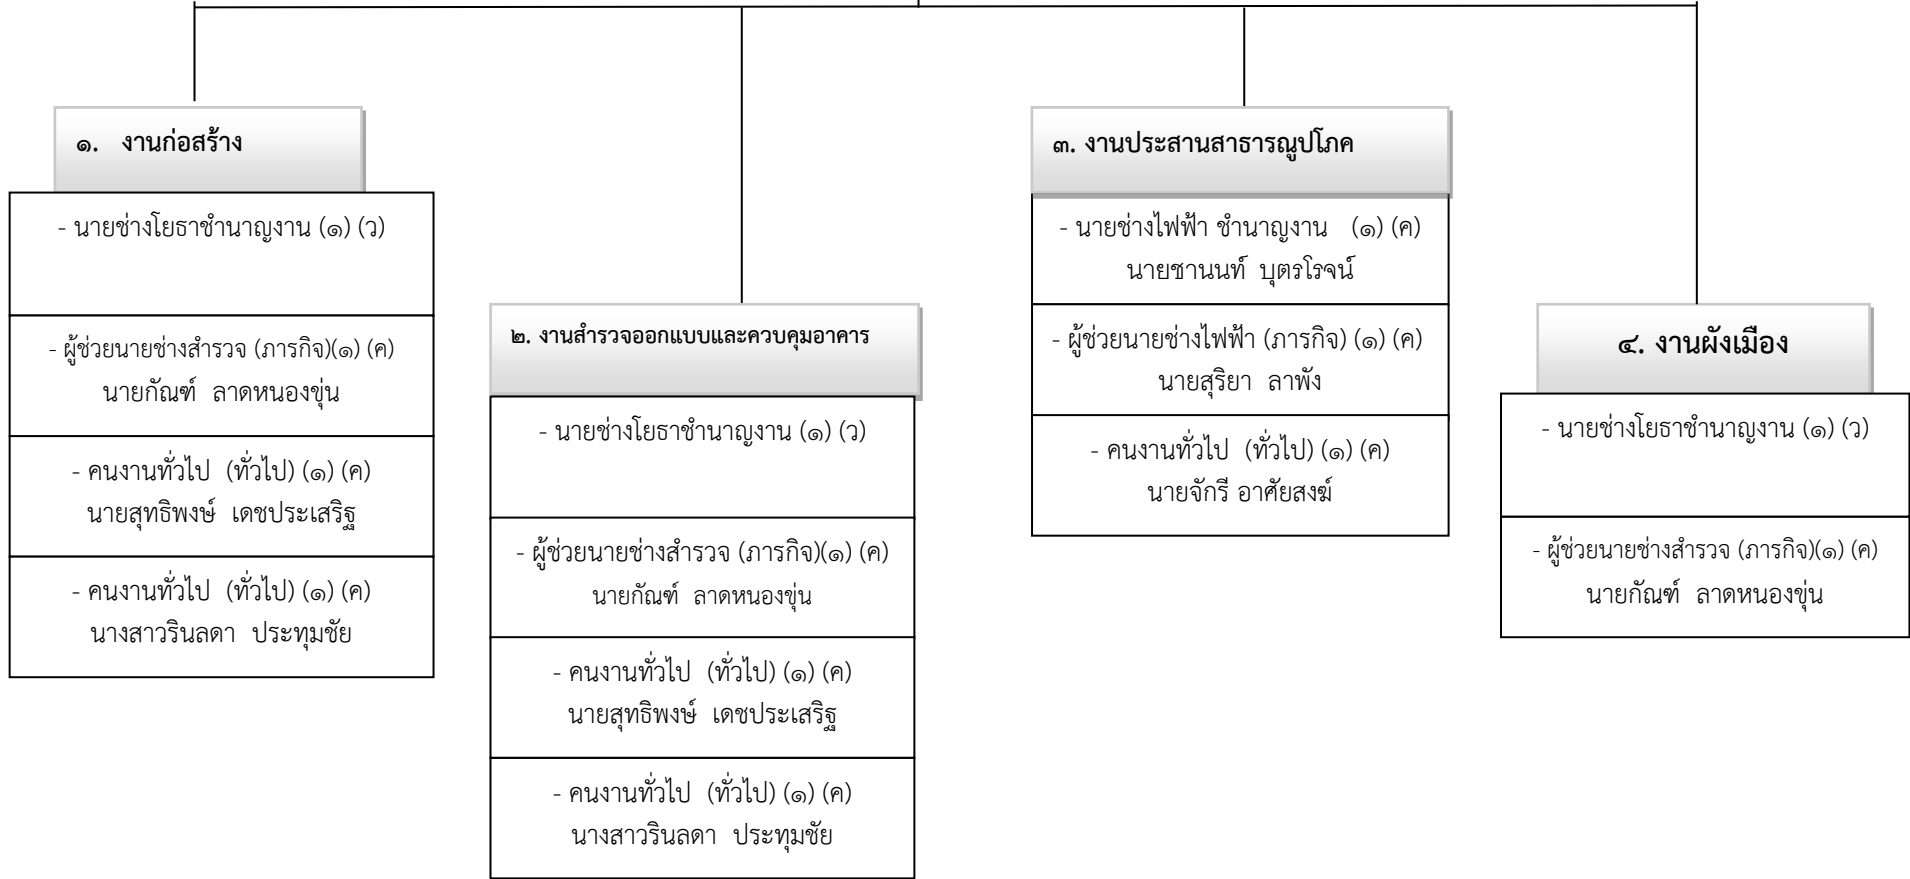 ๑. งานก่อสร้าง
- นายช่างโยธาชำนาญงาน (๑) (ว)
- ผู้ช่วยนายช่างสำรวจ (ภารกิจ)(๑) (ค)
นายกัณฑ์ ลาดหนองขุ่น
- คนงานทั่วไป (ทั่วไป) (๑) (ค)
นายสุทธิพงษ์ เดชประเสริฐ
- คนงานทั่วไป (ทั่วไป) (๑) (ค)
นางสาวรินลดา ประทุมชัย
๒. งานสำรวจออกแบบและควบคุมอาคาร
- นายช่างโยธาชำนาญงาน (๑) (ว)
- ผู้ช่วยนายช่างสำรวจ (ภารกิจ)(๑) (ค)
นายกัณฑ์ ลาดหนองขุ่น
- คนงานทั่วไป (ทั่วไป) (๑) (ค)
นายสุทธิพงษ์ เดชประเสริฐ
- คนงานทั่วไป (ทั่วไป) (๑) (ค)
นางสาวรินลดา ประทุมชัย
๓. งานประสานสาธารณูปโภค
- นายช่างไฟฟ้า ชำนาญงาน (๑) (ค)
นายชานนท์ บุตรโรจน์
- ผู้ช่วยนายช่างไฟฟ้า (ภารกิจ) (๑) (ค)
นายสุริยา ลาพัง
- คนงานทั่วไป (ทั่วไป) (๑) (ค)
นายจักรี อาศัยสงฆ์
๔. งานผังเมือง
- นายช่างโยธาชำนาญงาน (๑) (ว)
- ผู้ช่วยนายช่างสำรวจ (ภารกิจ)(๑) (ค)
นายกัณฑ์ ลาดหนองขุ่น